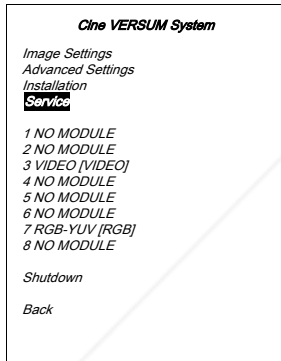 Cine VERSUM System
Image Settings
Advanced Settings
Installation
Service
1 NO MODULE
2 NO MODULE
3 VIDEO [VIDEO]
4 NO MODULE
5 NO MODULE
6 NO MODULE
7 RGB-YUV [RGB]
8 NO MODULE
Shutdown
Back